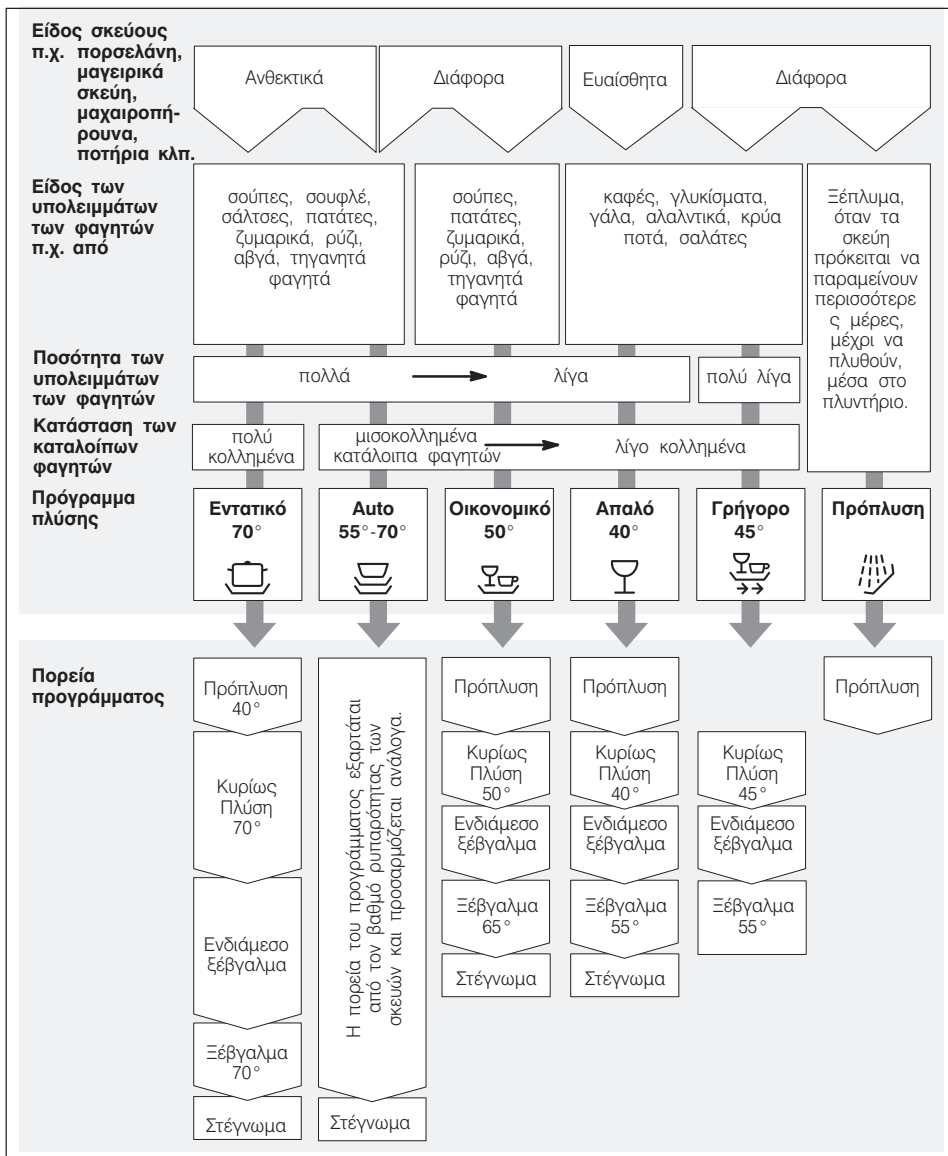 Είδος σκεύους
π.χ. πορσελάνη,
μαγειρικά
σκεύη,
μαχαιροπή-
ρουνα,
ποτήρια κλπ.
Ανθεκτικά
Διάφορα
Ευαίσθητα
Διάφορα
Είδος των
υπολειμμάτων
των φαγητών
π.χ. από
σούπες, σουφλέ,
σάλτσες, πατάτες,
ζυμαρικά, ρύζι,
αβγά, τηγανητά
φαγητά
σούπες,
πατάτες,
ζυμαρικά,
ρύζι, αβγά,
τηγανητά
φαγητά
καφές, γλυκίσματα,
γάλα, αλαλντικά, κρύα
ποτά, σαλάτες
Ξέπλυμα,
όταν τα
σκεύη
πρόκειται να
παραμείνουν
περισσότερε
ς μέρες,
μέχρι να
πλυθούν,
μέσα στο
πλυντήριο.
Ποσότητα των
υπολειμμάτων
των φαγητών
πολλά
λίγα
πολύ λίγα
Κατάσταση των
καταλοίπων
φαγητών
πολύ
κολλημένα
μισοκολλημένα
κατάλοιπα φαγητών
λίγο κολλημένα
Πρόγραμμα
πλύσης
Εντατικό
70°
Auto
55°-70°
Οικονομικό
50°
Απαλό
40°
Γρήγορο
45°
Πρόπλυση
Πορεία
προγράμματος
Πρόπλυση
40°
Κυρίως
Πλύση
70°
Ενδιάμεσο
ξέβγαλμα
Ξέβγαλμα
70°
Στέγνωμα
Η πορεία του προγράμματος εξαρτάται
από τον βαθμό ρυπαρότητας των
σκευών και προσαρμόζεται ανάλογα.
Στέγνωμα
Πρόπλυση
Κυρίως
Πλύση
50°
Ενδιάμεσο
ξέβγαλμα
Ξέβγαλμα
65°
Στέγνωμα
Πρόπλυση
Κυρίως
Πλύση
40°
Ενδιάμεσο
ξέβγαλμα
Ξέβγαλμα
55°
Στέγνωμα
Κυρίως
Πλύση
45°
Ενδιάμεσο
ξέβγαλμα
Ξέβγαλμα
55°
Πρόπλυση